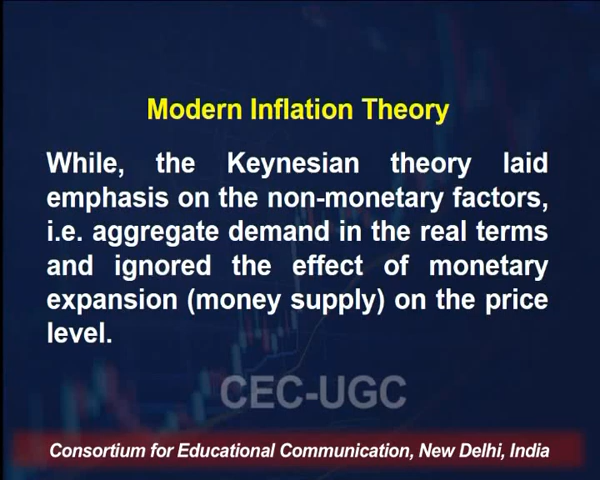 Modern Inflation Theory
While, the Keynesian theory laid
emphasis on the non-monetary factors,
i.e. aggregate demand in the real terms
and ignored the effect of monetary
expansion (money supply) on the price
level.
CEC-UGC
Consortium for Educational Communication, New Delhi, India